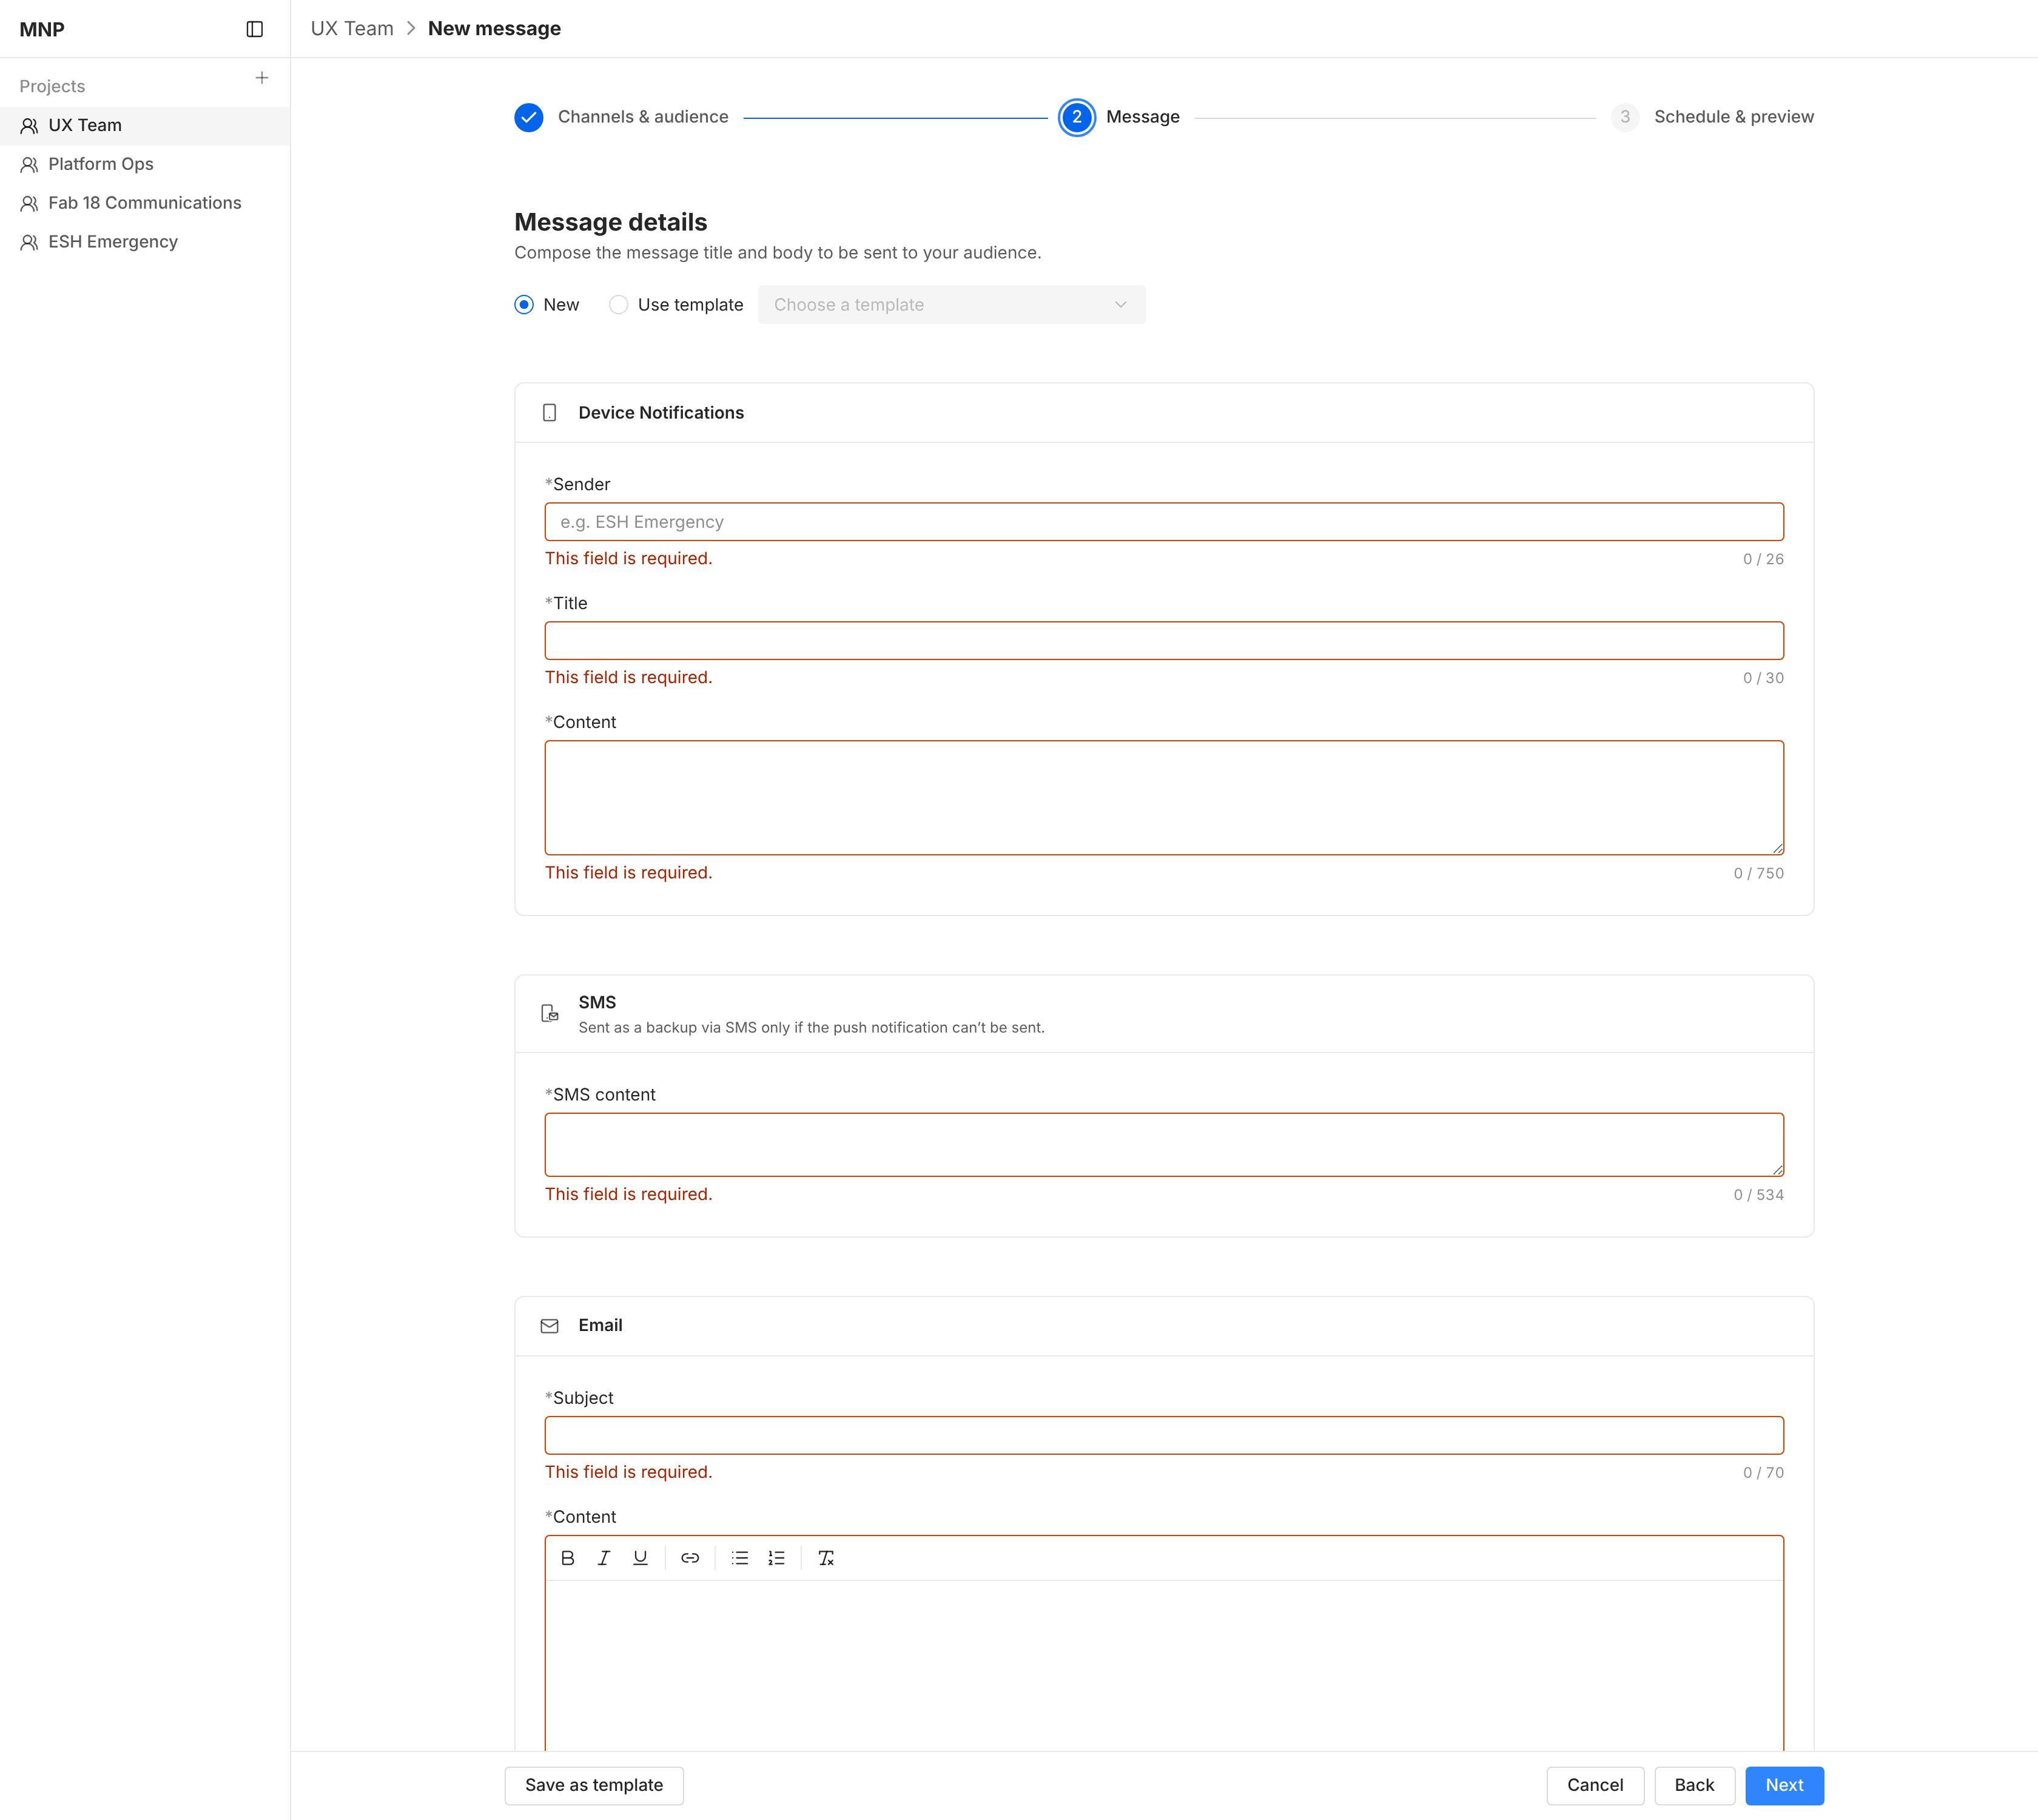 MNP
UX Team > New message
Projects
UX Team
Platform Ops
Fab 18 Communications
ESH Emergency
Channels & audience
2 Message
3 Schedule & preview
Message details
Compose the message title and body to be sent to your audience.
New
Use template
Choose a template
Device Notifications
*Sender
e.g. ESH Emergency
This field is required.
0 / 26
*Title
This field is required.
0 / 30
*Content
This field is required.
0 / 750
SMS
Sent as a backup via SMS only if the push notification can’t be sent.
*SMS content
This field is required.
0 / 534
Email
*Subject
This field is required.
0 / 70
*Content
Save as template
Cancel
Back
Next